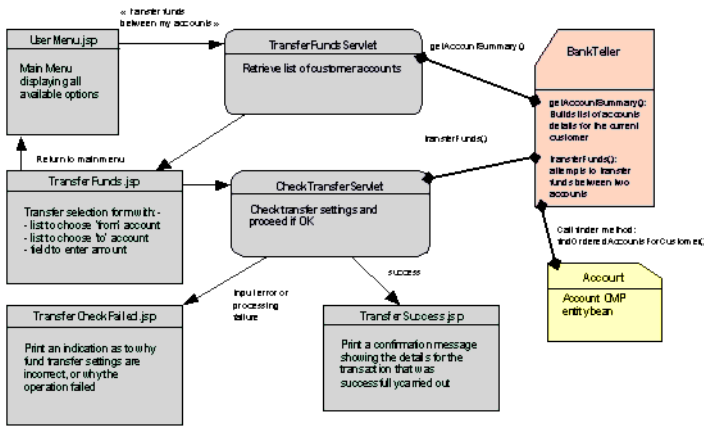 « Transfer funds
between my accounts »
UserMenu.jsp
Main Menu
displaying all
available options
TransferFundsServlet
Retrieve list of customer accounts
getAccountSummary()
BankTeller
getAccountSummary():
Builds list of accounts
details for the current
customer
transferFunds():
attempts to transfer
funds between two
accounts
transferFunds()
Return to main menu
TransferFunds.jsp
Transfer selection form with:-
- list to choose 'from' account
- list to choose 'to' account
- field to enter amount
CheckTransferServlet
Check transfer settings and
proceed if OK
Call finder method:
findOrderedAccountsForCustomer()
Account
Account CMP
entity bean
Input error or
processing
failure
success
TransferCheckFailed.jsp
Print an indication as to why
fund transfer settings are
incorrect, or why the
operation failed
TransferSuccess.jsp
Print a confirmation message
showing the details for the
transaction that was
successfully carried out